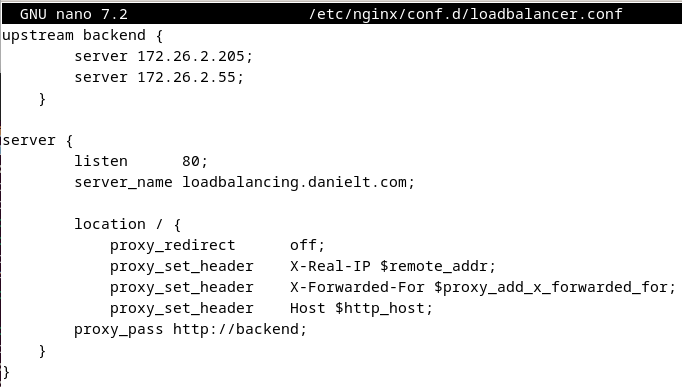 GNU nano 7.2 /etc/nginx/conf.d/loadbalancer.conf
upstream backend {
        server 172.26.2.205;
        server 172.26.2.55;
    }

server {
        listen      80;
        server_name loadbalancing.danielt.com;

        location / {
            proxy_redirect      off;
            proxy_set_header    X-Real-IP $remote_addr;
            proxy_set_header    X-Forwarded-For $proxy_add_x_forwarded_for;
            proxy_set_header    Host $http_host;
        proxy_pass http://backend;
    }
}